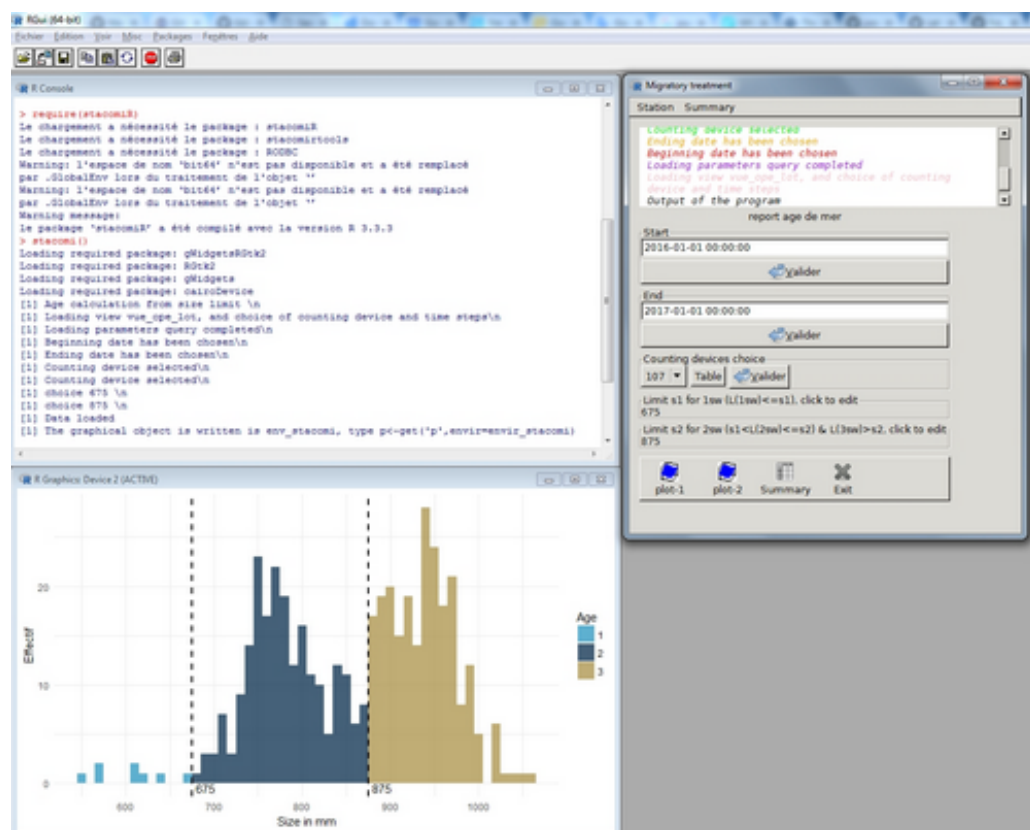 RGui (64-bit)
Fichier Edition Voir Misc Packages Fenêtres Aide
R Console
> require(stacomiR)
Le chargement a nécessité le package : stacomiR
Le chargement a nécessité le package : stacomirtools
Le chargement a nécessité le package : RODBC
Warning: l'espace de nom 'bit64' n'est pas disponible et a été remplacé
par .GlobalEnv lors du traitement de l'objet ''
Warning: l'espace de nom 'bit64' n'est pas disponible et a été remplacé
par .GlobalEnv lors du traitement de l'objet ''
Warning message:
le package 'stacomiR' a été compilé avec la version R 3.3.3
> stacomi()
Loading required package: gWidgetsRGtk2
Loading required package: RGtk2
Loading required package: gWidgets
Loading required package: cairoDevice
[1] Age calculation from size limit \n
[1] Loading view vue_ope_lot, and choice of counting device and time steps\n
[1] Loading parameters query completed\n
[1] Beginning date has been chosen\n
[1] Ending date has been chosen\n
[1] Counting device selected\n
[1] Counting device selected\n
[1] choice 675 \n
[1] choice 875 \n
[1] Data loaded
[1] The graphical object is written is env_stacomi, type p<-get('p',envir=envir_stacomi)
Migratory treatment
Station Summary
Counting device selected
Ending date has been chosen
Beginning date has been chosen
Loading parameters query completed
Loading view vue_ope_lot, and choice of counting
device and time steps
Output of the program
report age de mer
Start
2016-01-01 00:00:00
Valider
End
2017-01-01 00:00:00
Valider
Counting devices choice
107 Table Valider
Limit s1 for 1sw (L(1sw)<=s1), click to edit
675
Limit s2 for 2sw (s1<L(2sw)<=s2) & L(3sw)>s2, click to edit
875
plot-1 plot-2 Summary Exit
R Graphics: Device 2 (ACTIVE)
Effectif
20
10
0
675
875
600 700 800 900 1000
Size in mm
Age
1
2
3